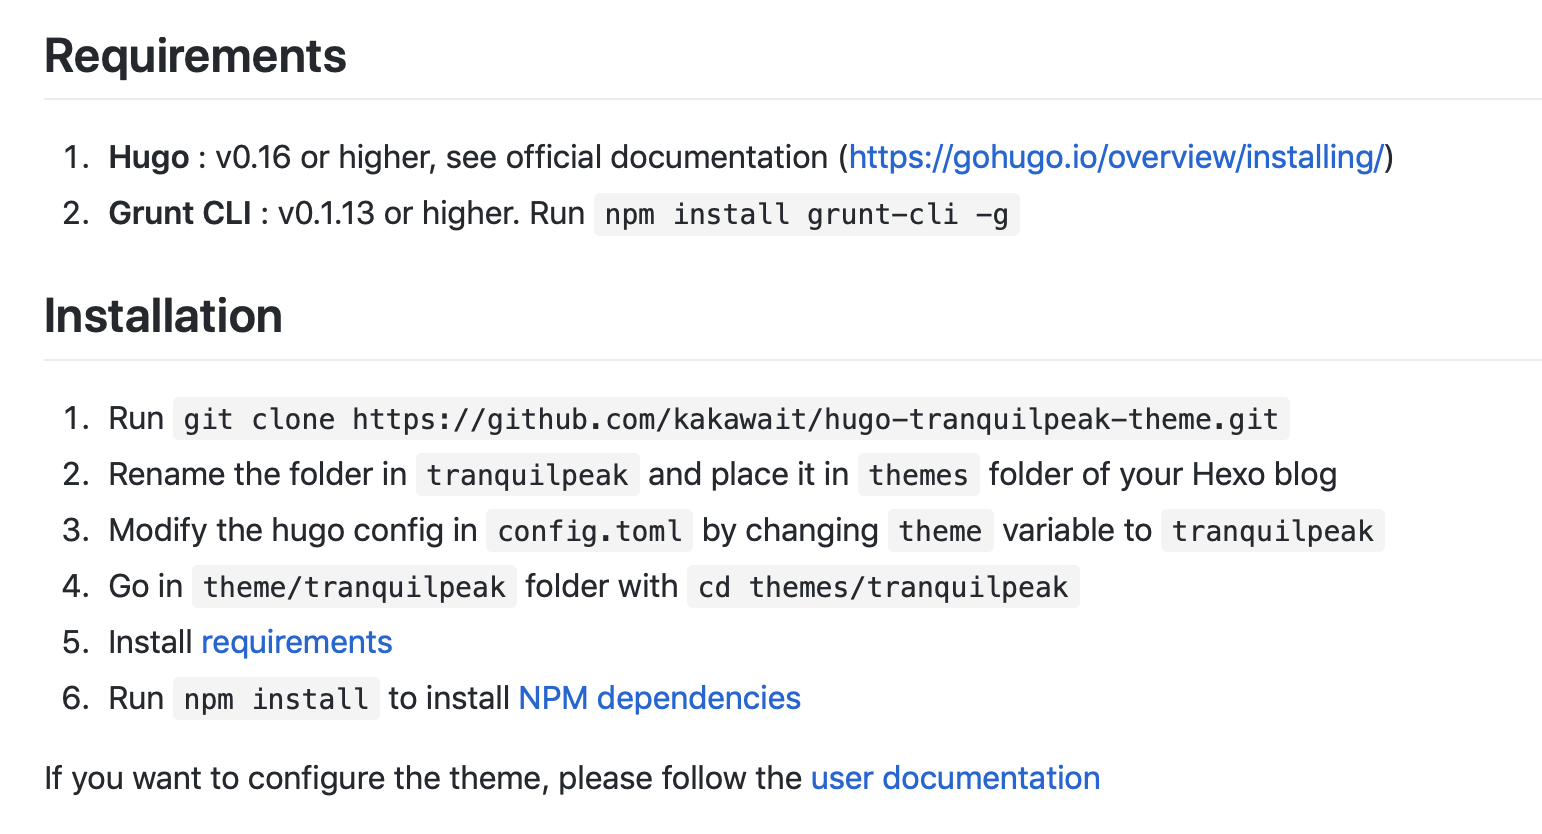 Requirements
1. Hugo : v0.16 or higher, see official documentation (https://gohugo.io/overview/installing/)
2. Grunt CLI : v0.1.13 or higher. Run npm install grunt-cli -g
Installation
1. Run git clone https://github.com/kakawait/hugo-tranquilpeak-theme.git
2. Rename the folder in tranquilpeak and place it in themes folder of your Hexo blog
3. Modify the hugo config in config.toml by changing theme variable to tranquilpeak
4. Go in theme/tranquilpeak folder with cd themes/tranquilpeak
5. Install requirements
6. Run npm install to install NPM dependencies
If you want to configure the theme, please follow the user documentation